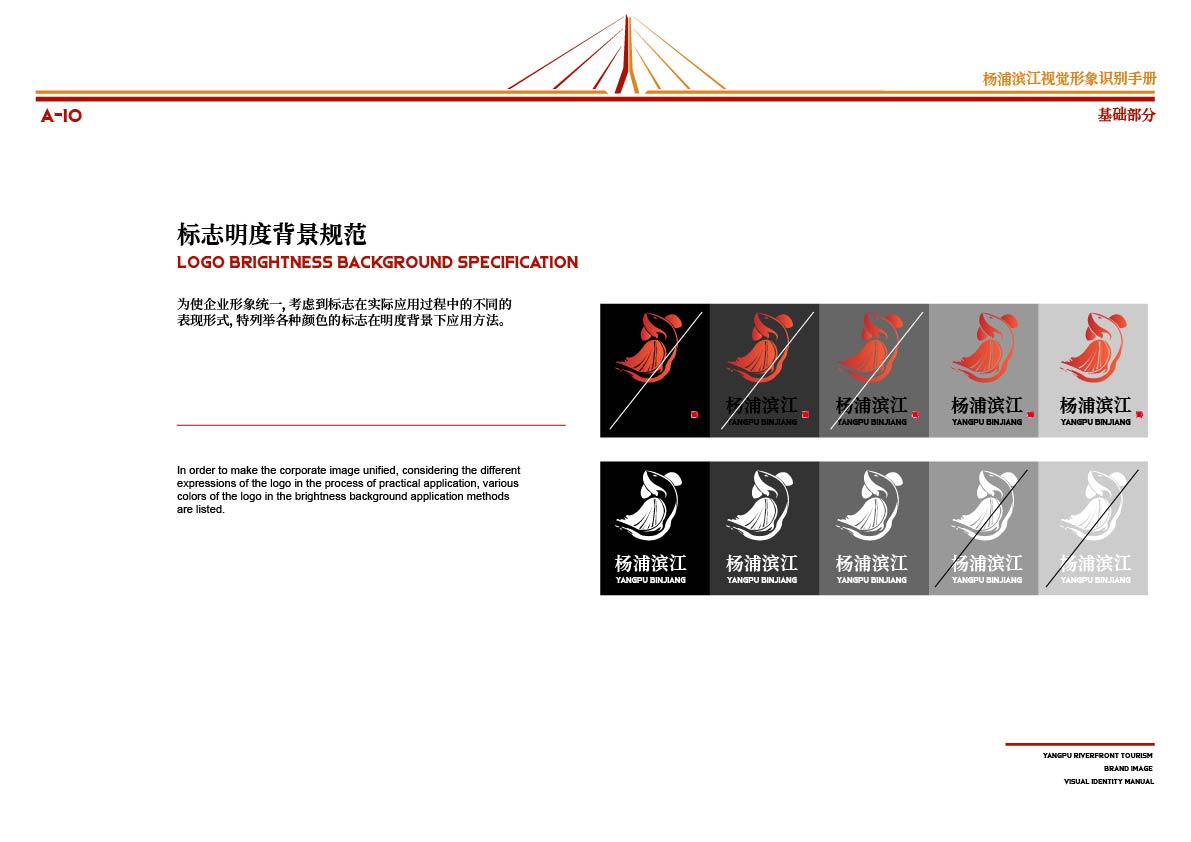 杨浦滨江视觉形象识别手册
A-10
基础部分
标志明度背景规范
LOGO BRIGHTNESS BACKGROUND SPECIFICATION
为使企业形象统一, 考虑到标志在实际应用过程中的不同的
表现形式, 特列举各种颜色的标志在明度背景下应用方法。
In order to make the corporate image unified, considering the different
expressions of the logo in the process of practical application, various
colors of the logo in the brightness background application methods
are listed.
杨浦滨江 杨浦滨江 杨浦滨江 杨浦滨江
YANGPU BINJIANG YANGPU BINJIANG YANGPU BINJIANG YANGPU BINJIANG
杨浦滨江 杨浦滨江 杨浦滨江 杨浦滨江 杨浦滨江
YANGPU BINJIANG YANGPU BINJIANG YANGPU BINJIANG YANGPU BINJIANG YANGPU BINJIANG
YANGPU RIVERFRONT TOURISM
BRAND IMAGE
VISUAL IDENTITY MANUAL